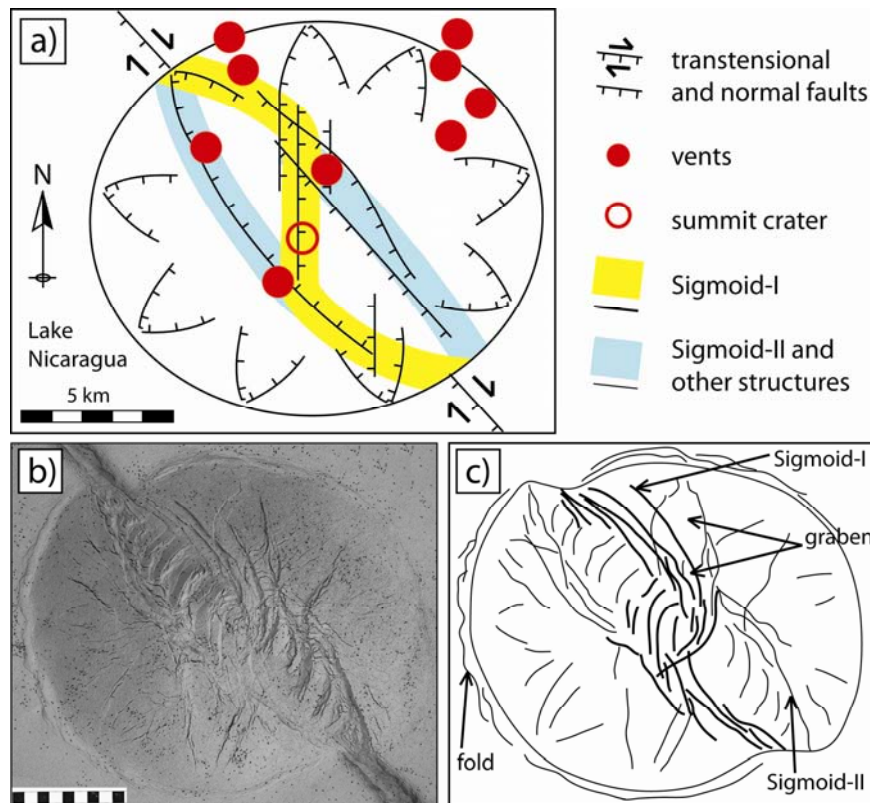 a)
N
Lake
Nicaragua
5 km
transtensional
and normal faults
vents
summit crater
Sigmoid-I
Sigmoid-II and
other structures
b)
c)
Sigmoid-I
graben
fold
Sigmoid-II